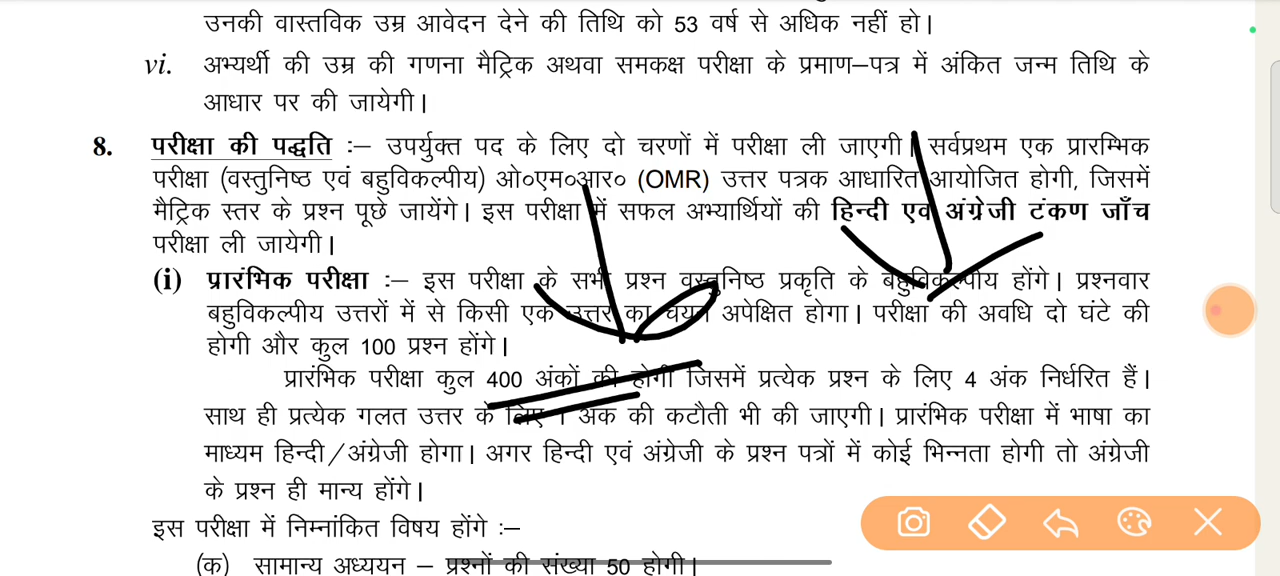 उनकी वास्तविक उम्र आवेदन देने की तिथि को 53 वर्ष से अधिक नहीं हो।
vi. अभ्यर्थी की उम्र की गणना मैट्रिक अथवा समकक्ष परीक्षा के प्रमाण–पत्र में अंकित जन्म तिथि के
आधार पर की जायेगी।
8. परीक्षा की पद्धति :– उपर्युक्त पद के लिए दो चरणों में परीक्षा ली जाएगी। सर्वप्रथम एक प्रारम्भिक
परीक्षा (वस्तुनिष्ठ एवं बहुविकल्पीय) ओ०एम०आर० (OMR) उत्तर पत्रक आधारित आयोजित होगी, जिसमें
मैट्रिक स्तर के प्रश्न पूछे जायेंगे। इस परीक्षा में सफल अभ्यार्थियों की हिन्दी एवं अंग्रेजी टंकण जाँच
परीक्षा ली जायेगी।
(i) प्रारंभिक परीक्षा :– इस परीक्षा के सभी प्रश्न वस्तुनिष्ठ प्रकृति के बहुविकल्पीय होंगे। प्रश्नवार
बहुविकल्पीय उत्तरों में से किसी एक उत्तर का चयन अपेक्षित होगा। परीक्षा की अवधि दो घंटे की
होगी और कुल 100 प्रश्न होंगे।
प्रारंभिक परीक्षा कुल 400 अंकों की होगी जिसमें प्रत्येक प्रश्न के लिए 4 अंक निर्धरित हैं।
साथ ही प्रत्येक गलत उत्तर के लिए 1 अंक की कटौती भी की जाएगी। प्रारंभिक परीक्षा में भाषा का
माध्यम हिन्दी/अंग्रेजी होगा। अगर हिन्दी एवं अंग्रेजी के प्रश्न पत्रों में कोई भिन्नता होगी तो अंग्रेजी
के प्रश्न ही मान्य होंगे।
इस परीक्षा में निम्नांकित विषय होंगे :–
(क) सामान्य अध्ययन – प्रश्नों की संख्या 50 होगी।